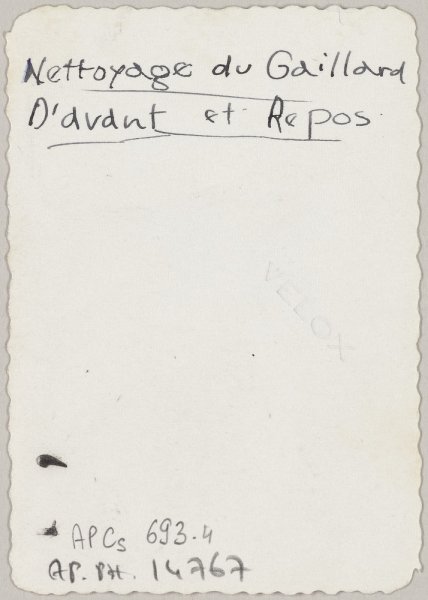 Nettoyage du Gaillard
D'avant et Repos
VELOX
APCs 693.4
AP. PH. 14767